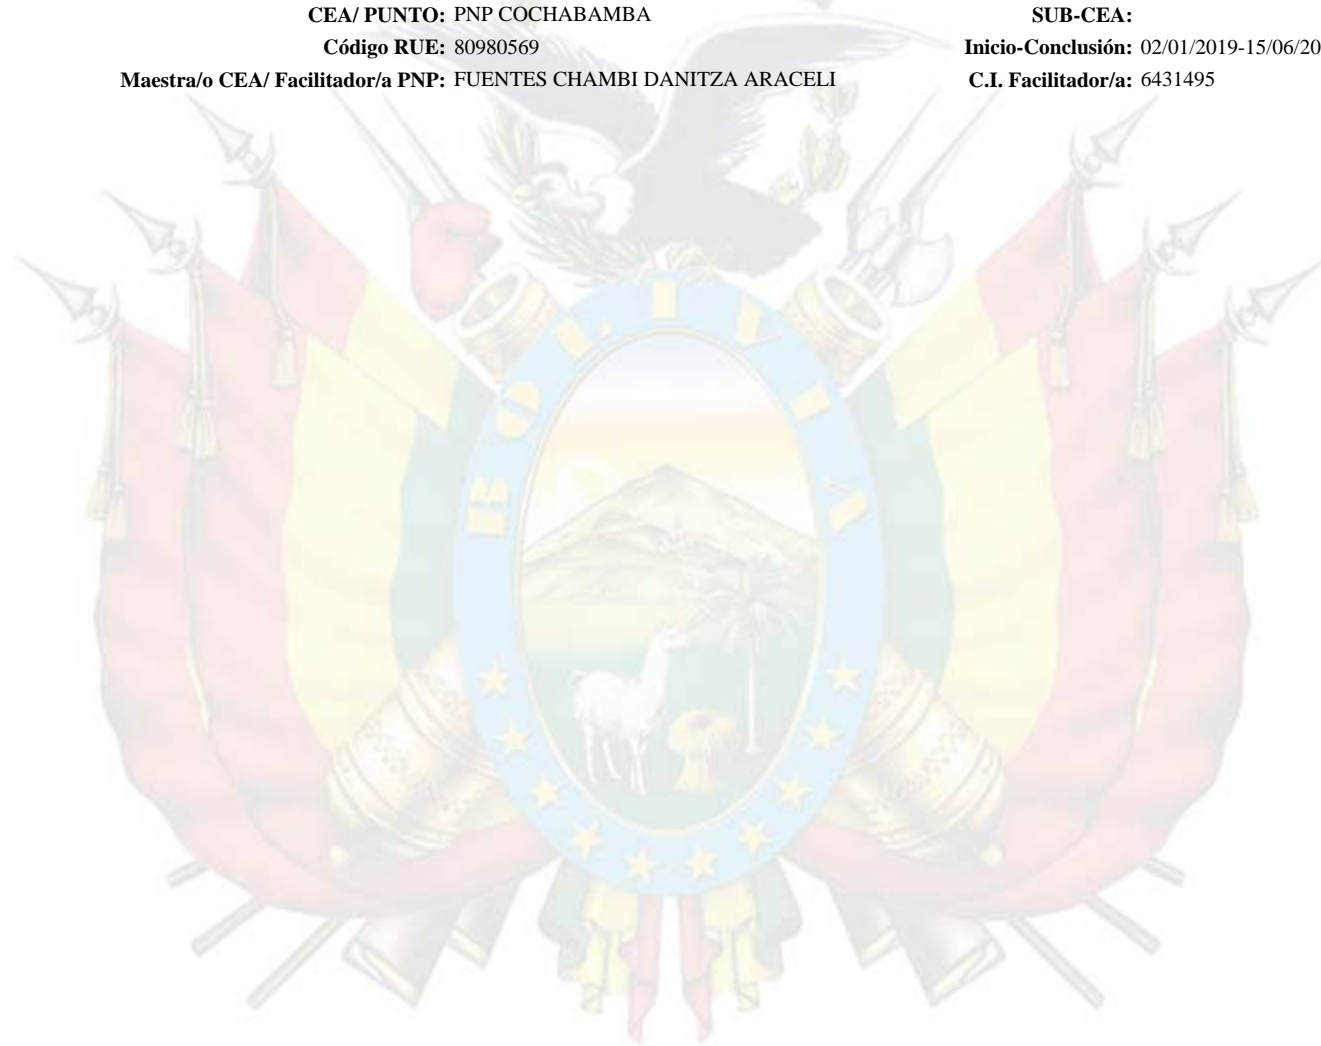 CEA/ PUNTO: PNP COCHABAMBA SUB-CEA:
Código RUE: 80980569 Inicio-Conclusión: 02/01/2019-15/06/20
Maestra/o CEA/ Facilitador/a PNP: FUENTES CHAMBI DANITZA ARACELI C.I. Facilitador/a: 6431495
BOLIVIA